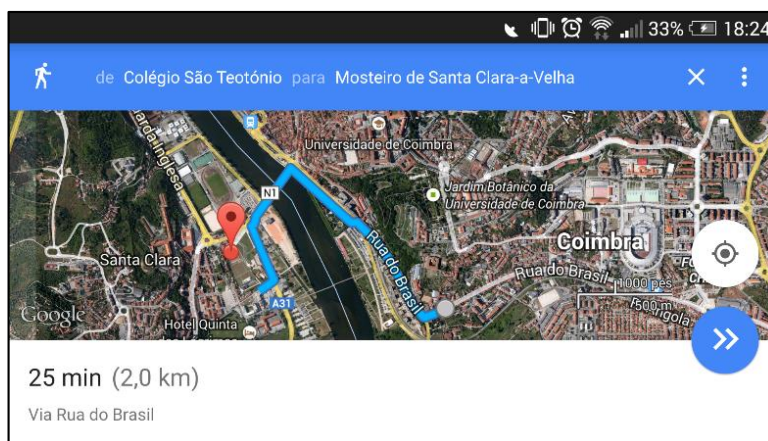 33% 18:24
de Colégio São Teotónio para Mosteiro de Santa Clara-a-Velha
Guarda Inglesa
Universidade de Coimbra
N1
Jardim Botânico da
Universidade de Coimbra
Santa Clara
Coimbra
Rua do Brasil
Rua do Brasil
1000 pés
500 m
A31
Google
Hotel Quinta
25 min (2,0 km)
Via Rua do Brasil